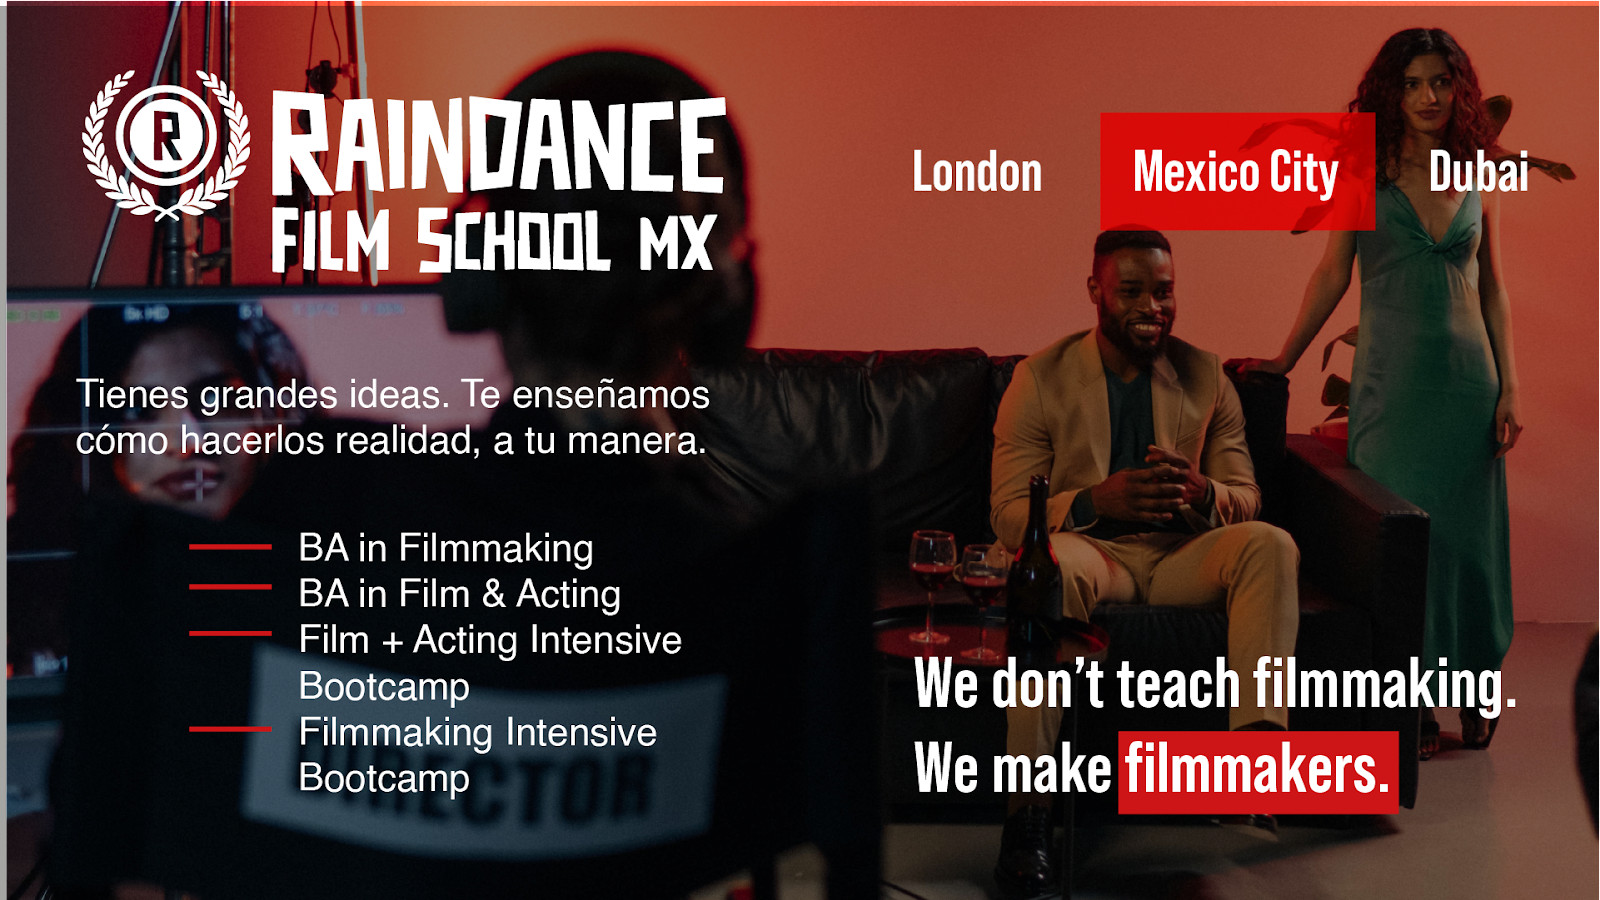 R
RAINDANCE
FILM SCHOOL MX
London
Mexico City
Dubai
Tienes grandes ideas. Te enseñamos
cómo hacerlos realidad, a tu manera.
BA in Filmmaking
BA in Film & Acting
Film + Acting Intensive
Bootcamp
Filmmaking Intensive
Bootcamp
DIRECTOR
We don’t teach filmmaking.
We make filmmakers.